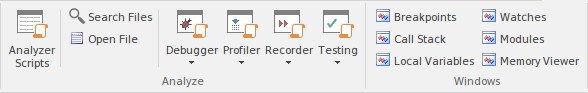 Analyzer
Scripts
Search Files
Open File
Debugger
Profiler
Recorder
Testing
Analyze
Breakpoints
Call Stack
Local Variables
Watches
Modules
Memory Viewer
Windows